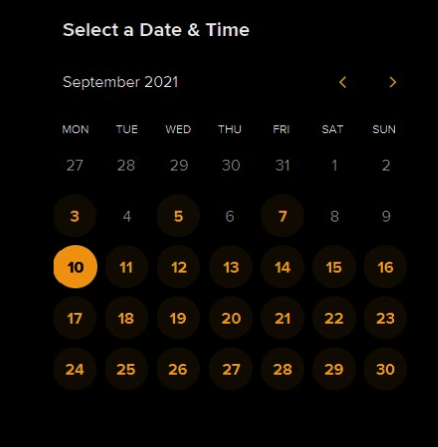 Select a Date & Time
September 2021
MON TUE WED THU FRI SAT SUN
27 28 29 30 31 1 2
3 4 5 6 7 8 9
10 11 12 13 14 15 16
17 18 19 20 21 22 23
24 25 26 27 28 29 30